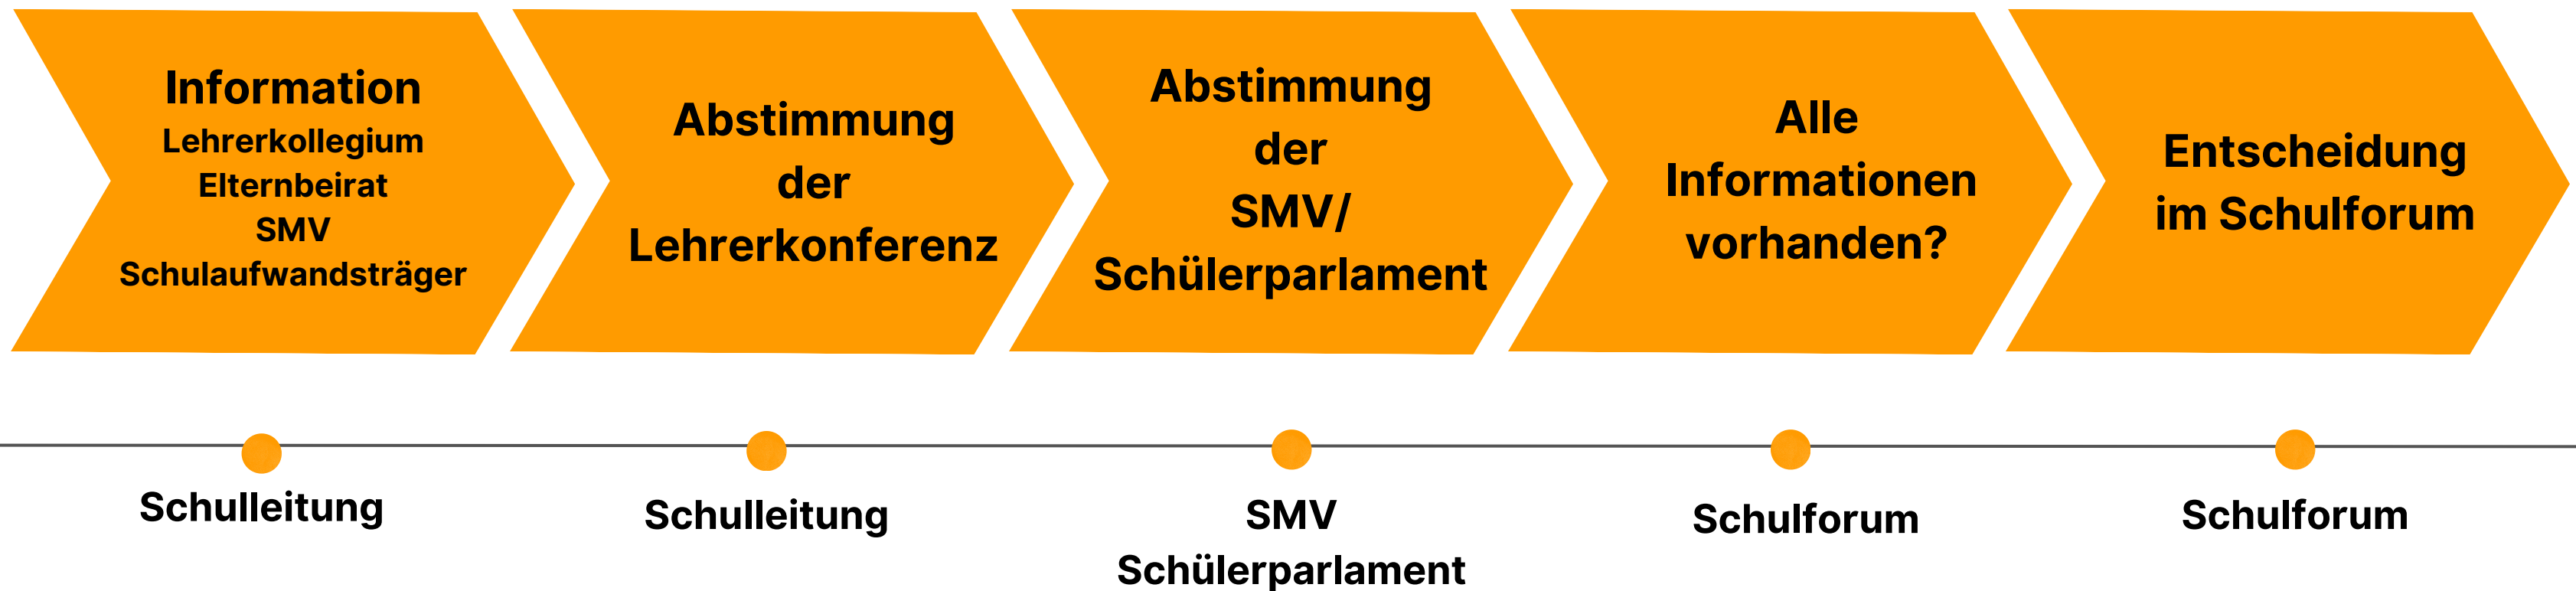 Information
Lehrerkollegium
Elternbeirat
SMV
Schulaufwandsträger
Abstimmung
der
Lehrerkonferenz
Abstimmung
der
SMV/
Schülerparlament
Alle
Informationen
vorhanden?
Entscheidung
im Schulforum
Schulleitung
Schulleitung
SMV
Schülerparlament
Schulforum
Schulforum